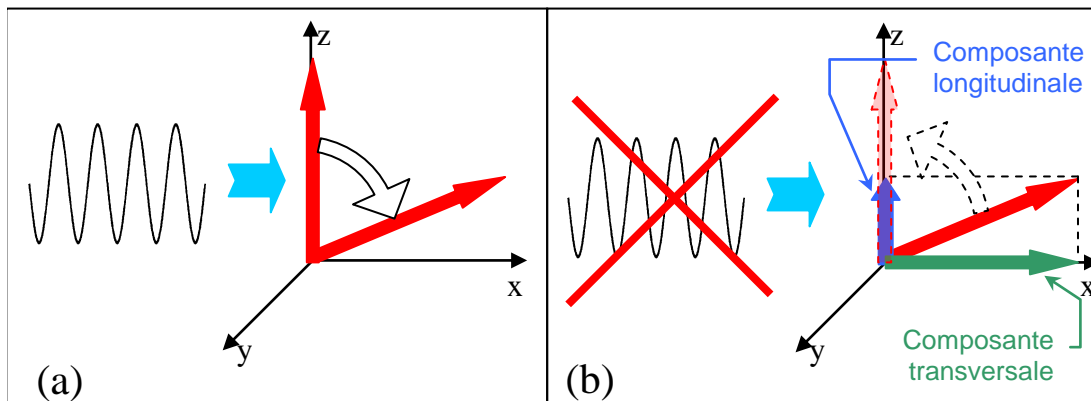 z
x
y
(a)
z
Composante
longitudinale
x
y
Composante
transversale
(b)